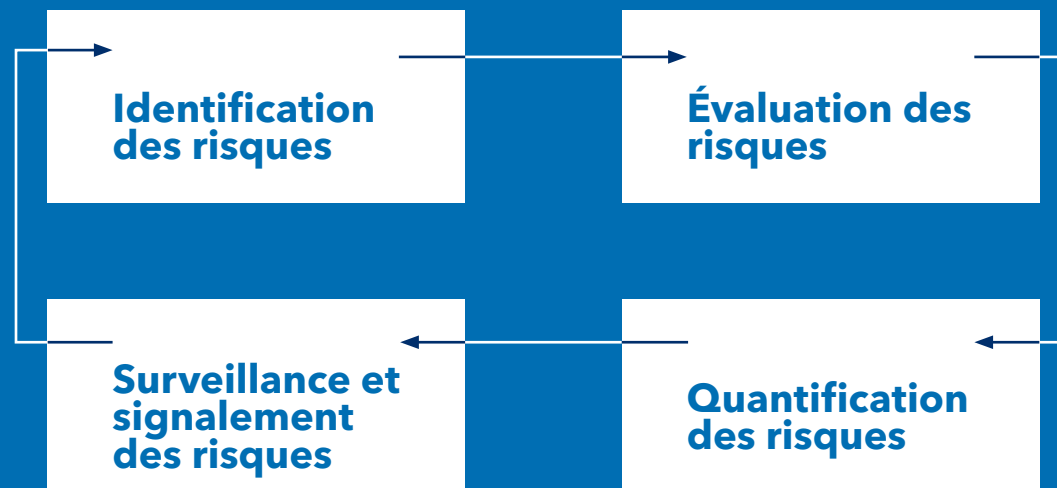 Identification
des risques
Évaluation des
risques
Surveillance et
signalement
des risques
Quantification
des risques